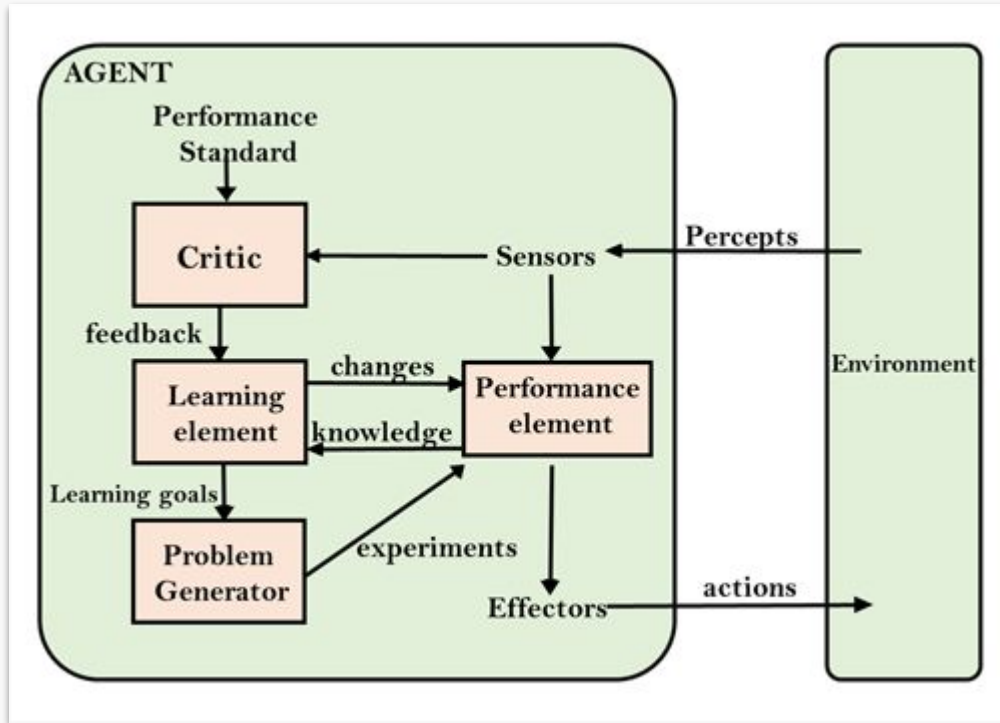 AGENT
Performance
Standard
Critic
Sensors
Percepts
feedback
Environment
Learning
element
changes
knowledge
Performance
element
Learning goals
Problem
Generator
experiments
Effectors
actions